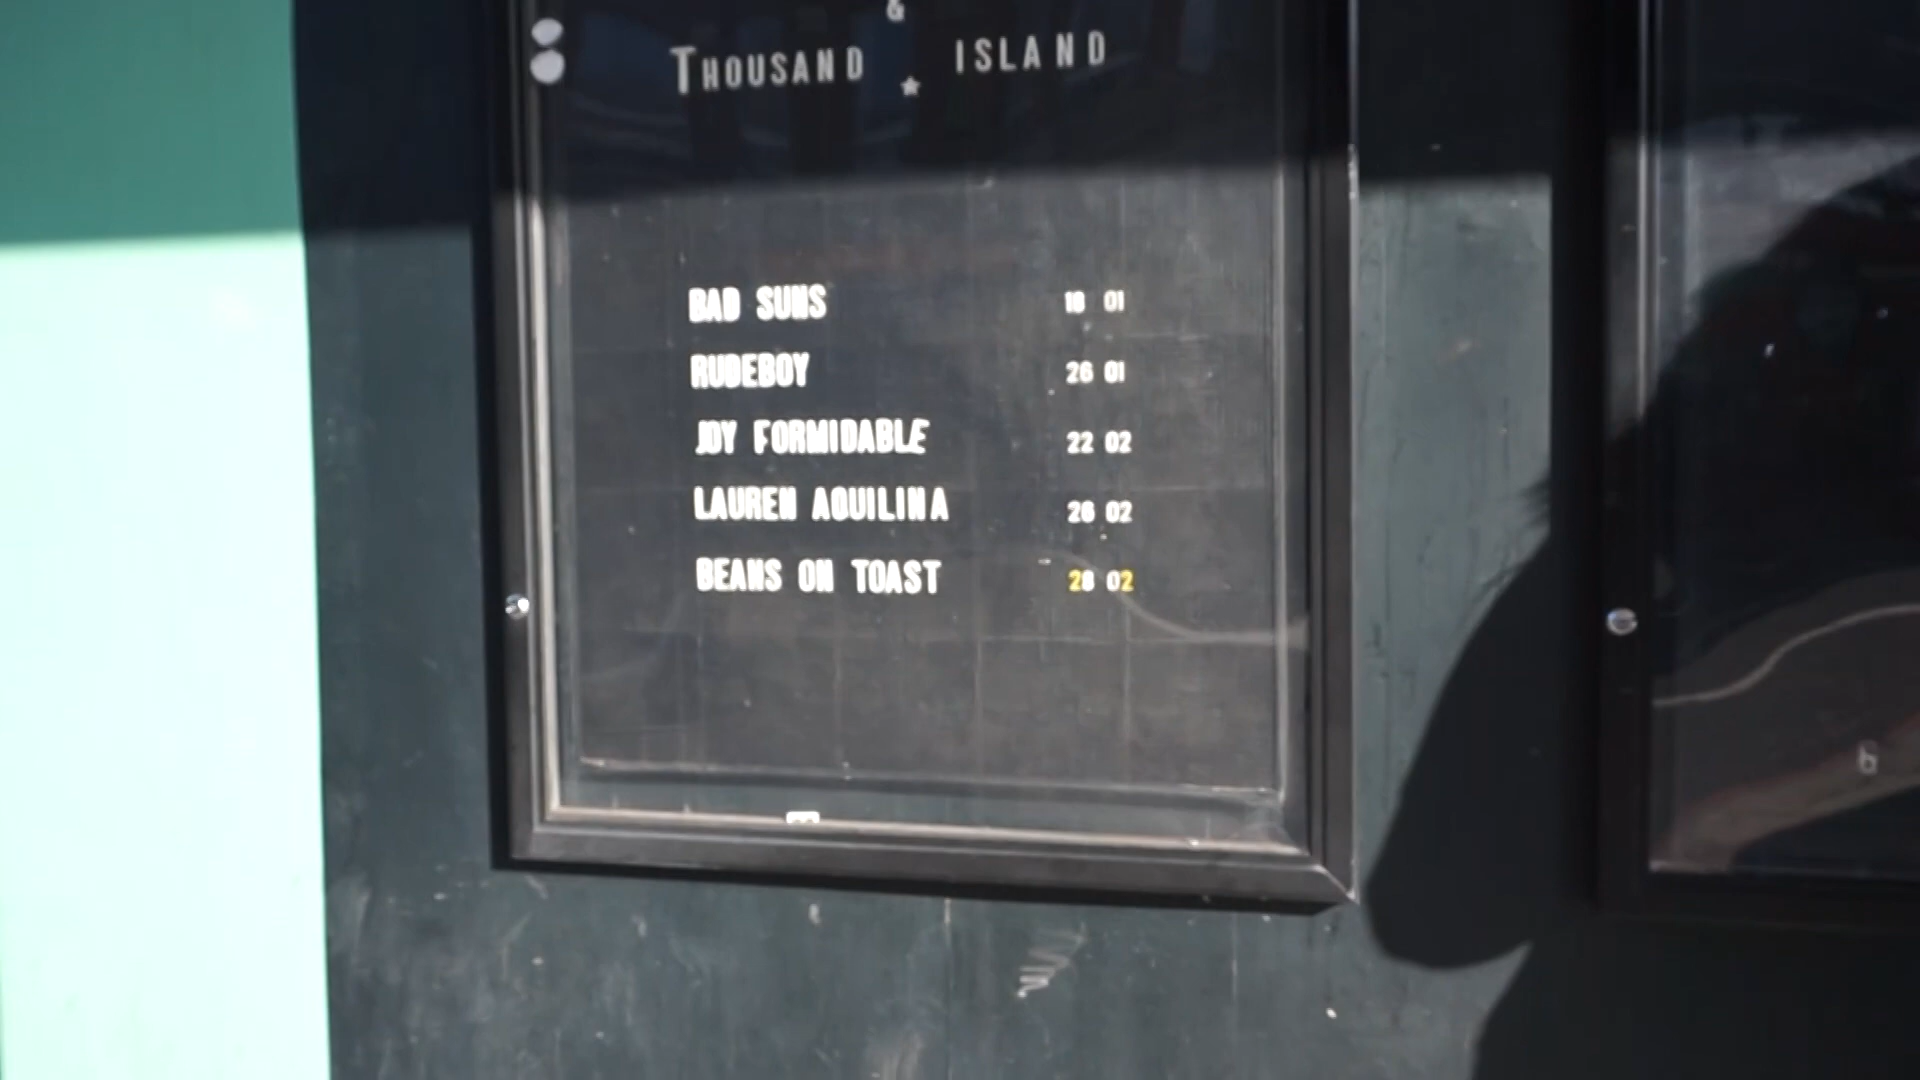 &
THOUSAND ISLAND
BAD SUNS 18 01
RUDEBOY 26 01
JOY FORMIDABLE 22 02
LAUREN AQUILINA 26 02
BEANS ON TOAST 28 02